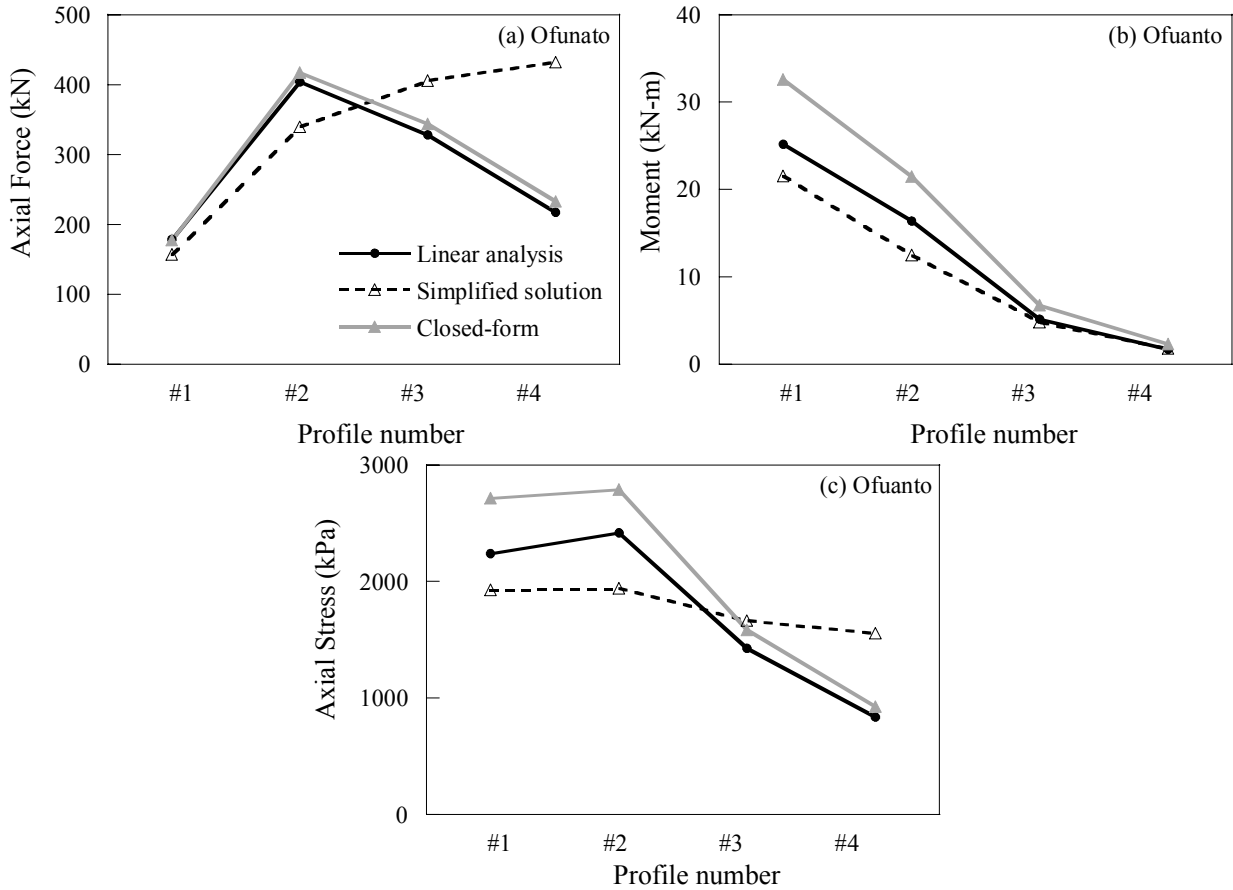 500
400
300
200
100
0
Axial Force (kN)
(a) Ofunato
Linear analysis
Simplified solution
Closed-form
#1 #2 #3 #4
Profile number
40
30
20
10
0
Moment (kN-m)
(b) Ofuanto
#1 #2 #3 #4
Profile number
3000
2000
1000
0
Axial Stress (kPa)
(c) Ofuanto
#1 #2 #3 #4
Profile number